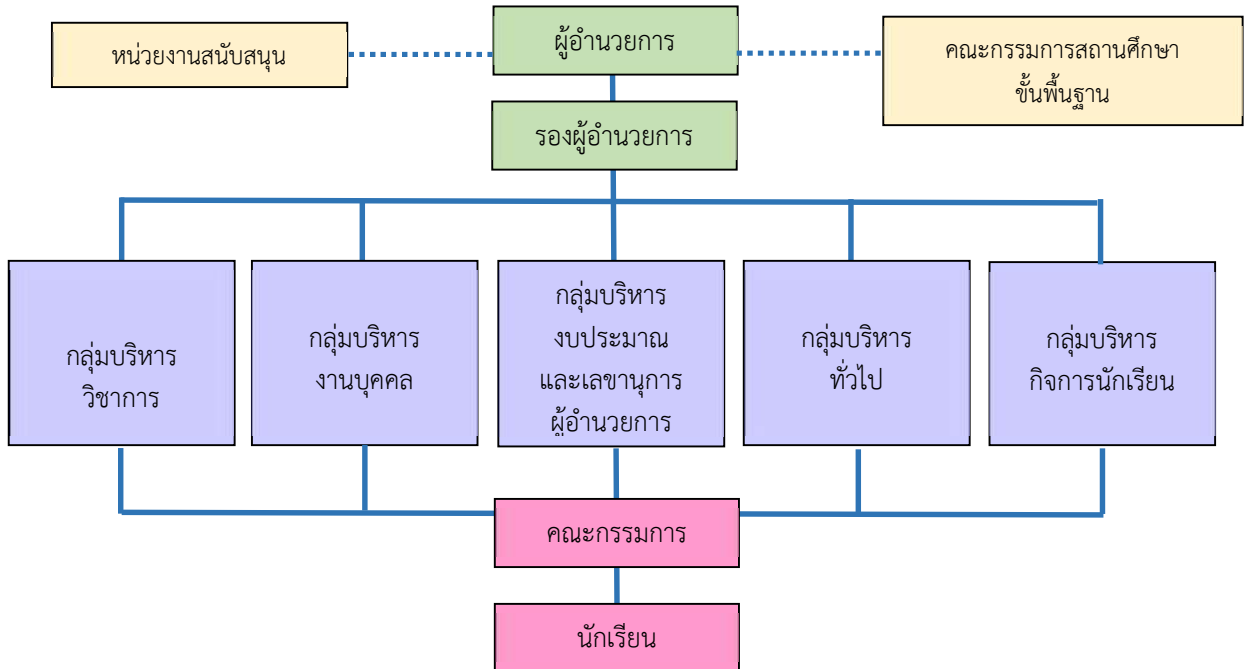 หน่วยงานสนับสนุน
ผู้อำนวยการ
คณะกรรมการสถานศึกษา
ขั้นพื้นฐาน
รองผู้อำนวยการ
กลุ่มบริหาร
วิชาการ
กลุ่มบริหาร
งานบุคคล
กลุ่มบริหาร
งบประมาณ
และเลขานุการ
ผู้อำนวยการ
กลุ่มบริหาร
ทั่วไป
กลุ่มบริหาร
กิจการนักเรียน
คณะกรรมการ
นักเรียน